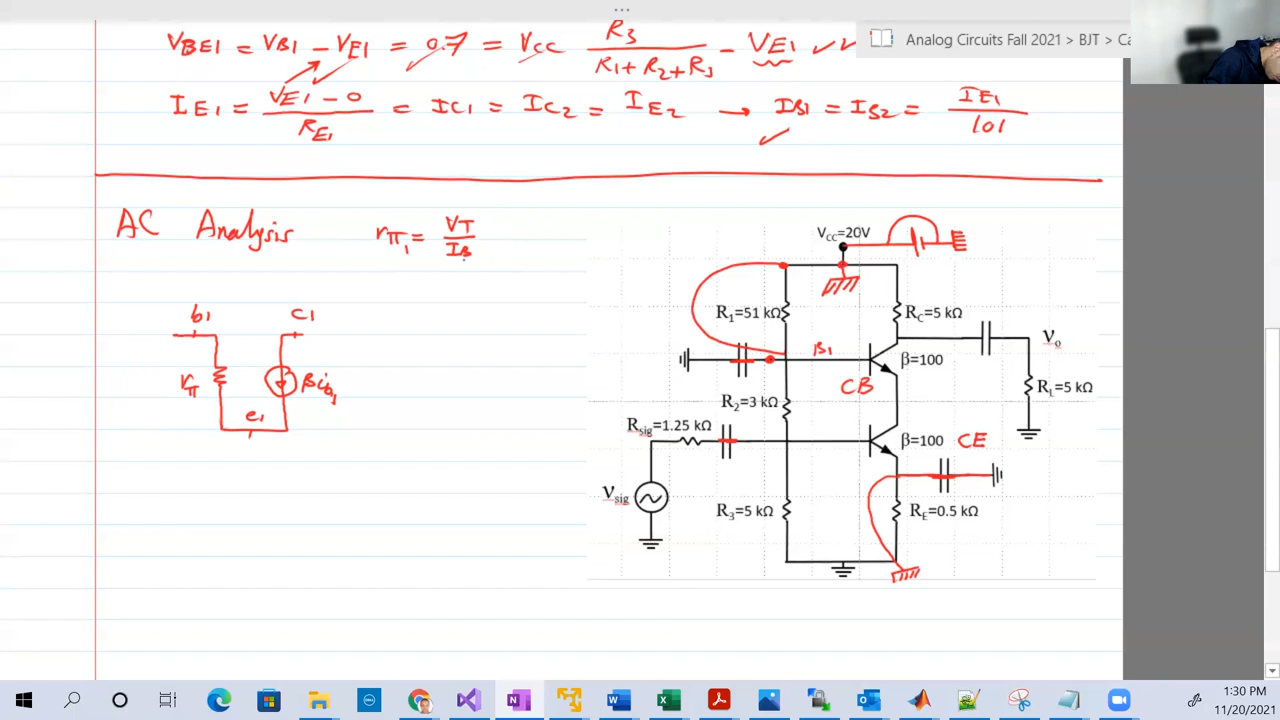 Analog Circuits Fall 2021 > BJT > Ca
VBE1 = VB1 - VE1 = 0.7 = Vcc R3 / R1+R2+R3 - VE1
IE1 = VE1 - 0 / RE1 = IC1 = IC2 = IE2 → IB1 = IB2 = IE1 / 101
AC Analysis
rπ1 = VT / IB
b1
c1
rπ
βib1
e1
VCC=20V
R1=51 kΩ
RC=5 kΩ
B1
β=100
CB
νo
R2=3 kΩ
RL=5 kΩ
Rsig=1.25 kΩ
β=100
CE
νsig
R3=5 kΩ
RE=0.5 kΩ
1:30 PM
11/20/2021